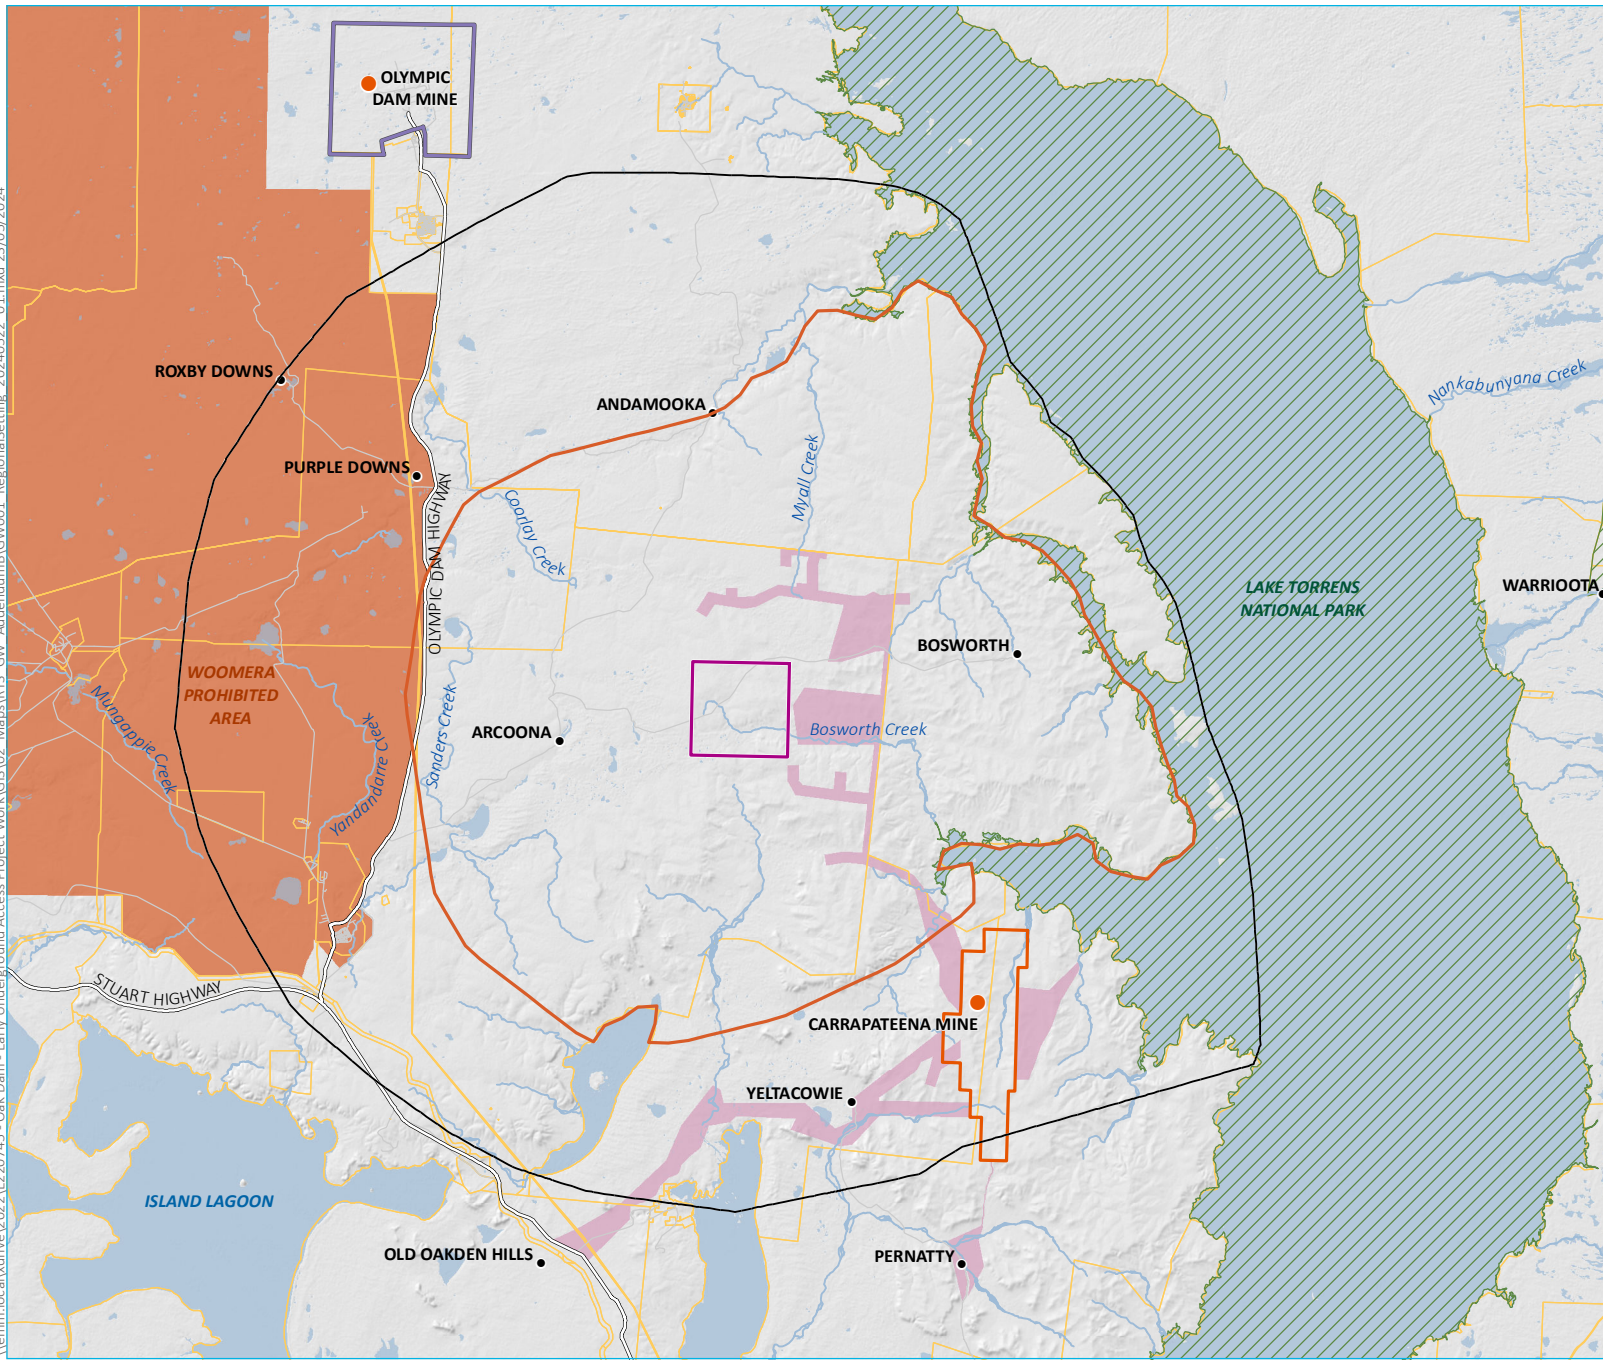 OLYMPIC
DAM MINE
ROXBY DOWNS
ANDAMOOKA
PURPLE DOWNS
OLYMPIC DAM HIGHWAY
Coorlay Creek
Myall Creek
Nankabunyana Creek
LAKE TORRENS
NATIONAL PARK
WARRIOOTA
BOSWORTH
WOOMERA
PROHIBITED
AREA
Mungappie Creek
Yandandarre Creek
Sanders Creek
ARCOONA
Bosworth Creek
STUART HIGHWAY
CARRAPATEENA MINE
YELTACOWIE
ISLAND LAGOON
OLD OAKDEN HILLS
PERNATTY